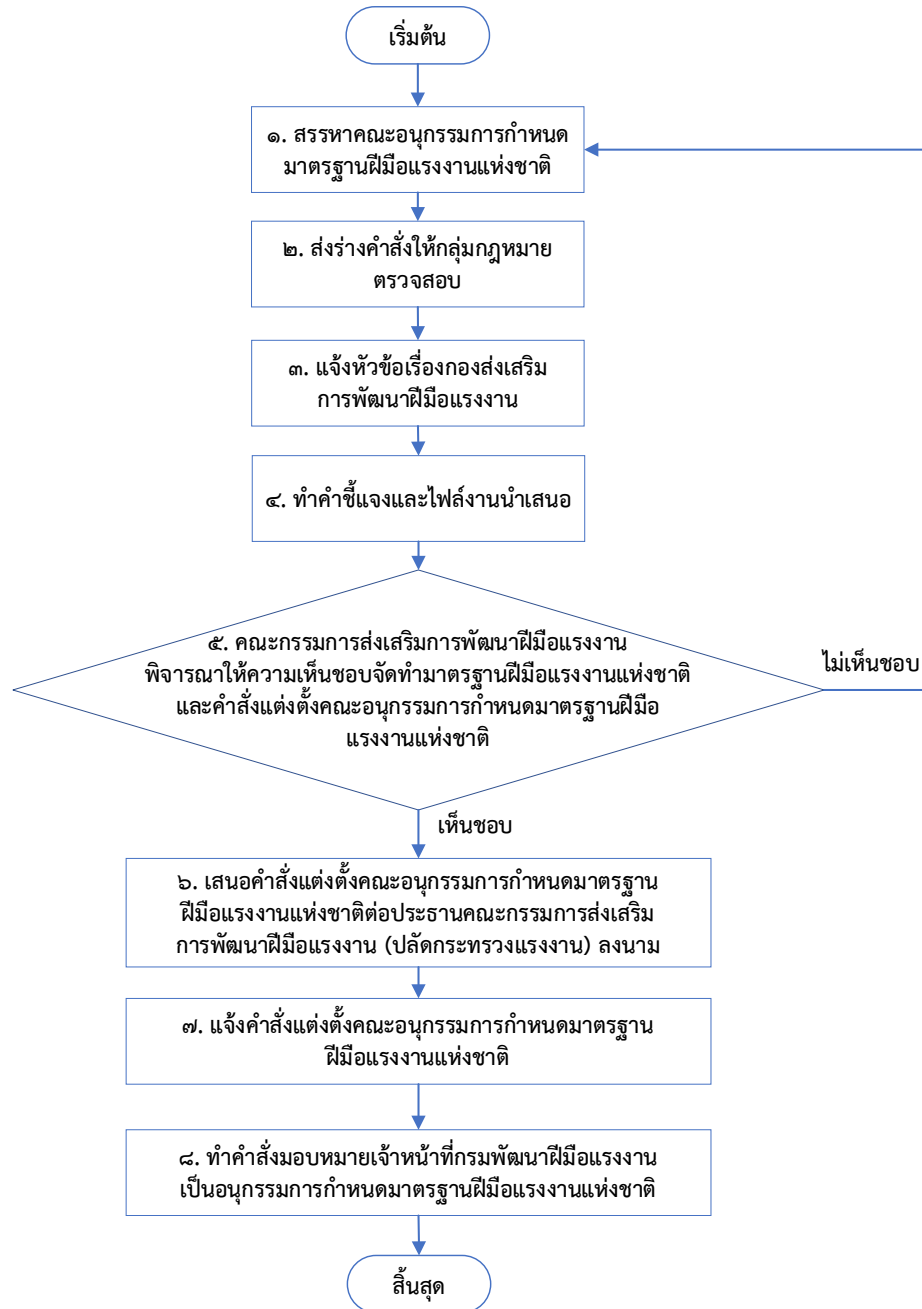 เริ่มต้น
๑. สรรหาคณะอนุกรรมการกำหนด
มาตรฐานฝีมือแรงงานแห่งชาติ
๒. ส่งร่างคำสั่งให้กลุ่มกฎหมาย
ตรวจสอบ
๓. แจ้งหัวข้อเรื่องกองส่งเสริม
การพัฒนาฝีมือแรงงาน
๔. ทำคำชี้แจงและไฟล์งานนำเสนอ
๕. คณะกรรมการส่งเสริมการพัฒนาฝีมือแรงงาน
พิจารณาให้ความเห็นชอบจัดทำมาตรฐานฝีมือแรงงานแห่งชาติ
และคำสั่งแต่งตั้งคณะอนุกรรมการกำหนดมาตรฐานฝีมือ
แรงงานแห่งชาติ
ไม่เห็นชอบ
เห็นชอบ
๖. เสนอคำสั่งแต่งตั้งคณะอนุกรรมการกำหนดมาตรฐาน
ฝีมือแรงงานแห่งชาติต่อประธานคณะกรรมการส่งเสริม
การพัฒนาฝีมือแรงงาน (ปลัดกระทรวงแรงงาน) ลงนาม
๗. แจ้งคำสั่งแต่งตั้งคณะอนุกรรมการกำหนดมาตรฐาน
ฝีมือแรงงานแห่งชาติ
๘. ทำคำสั่งมอบหมายเจ้าหน้าที่กรมพัฒนาฝีมือแรงงาน
เป็นอนุกรรมการกำหนดมาตรฐานฝีมือแรงงานแห่งชาติ
สิ้นสุด